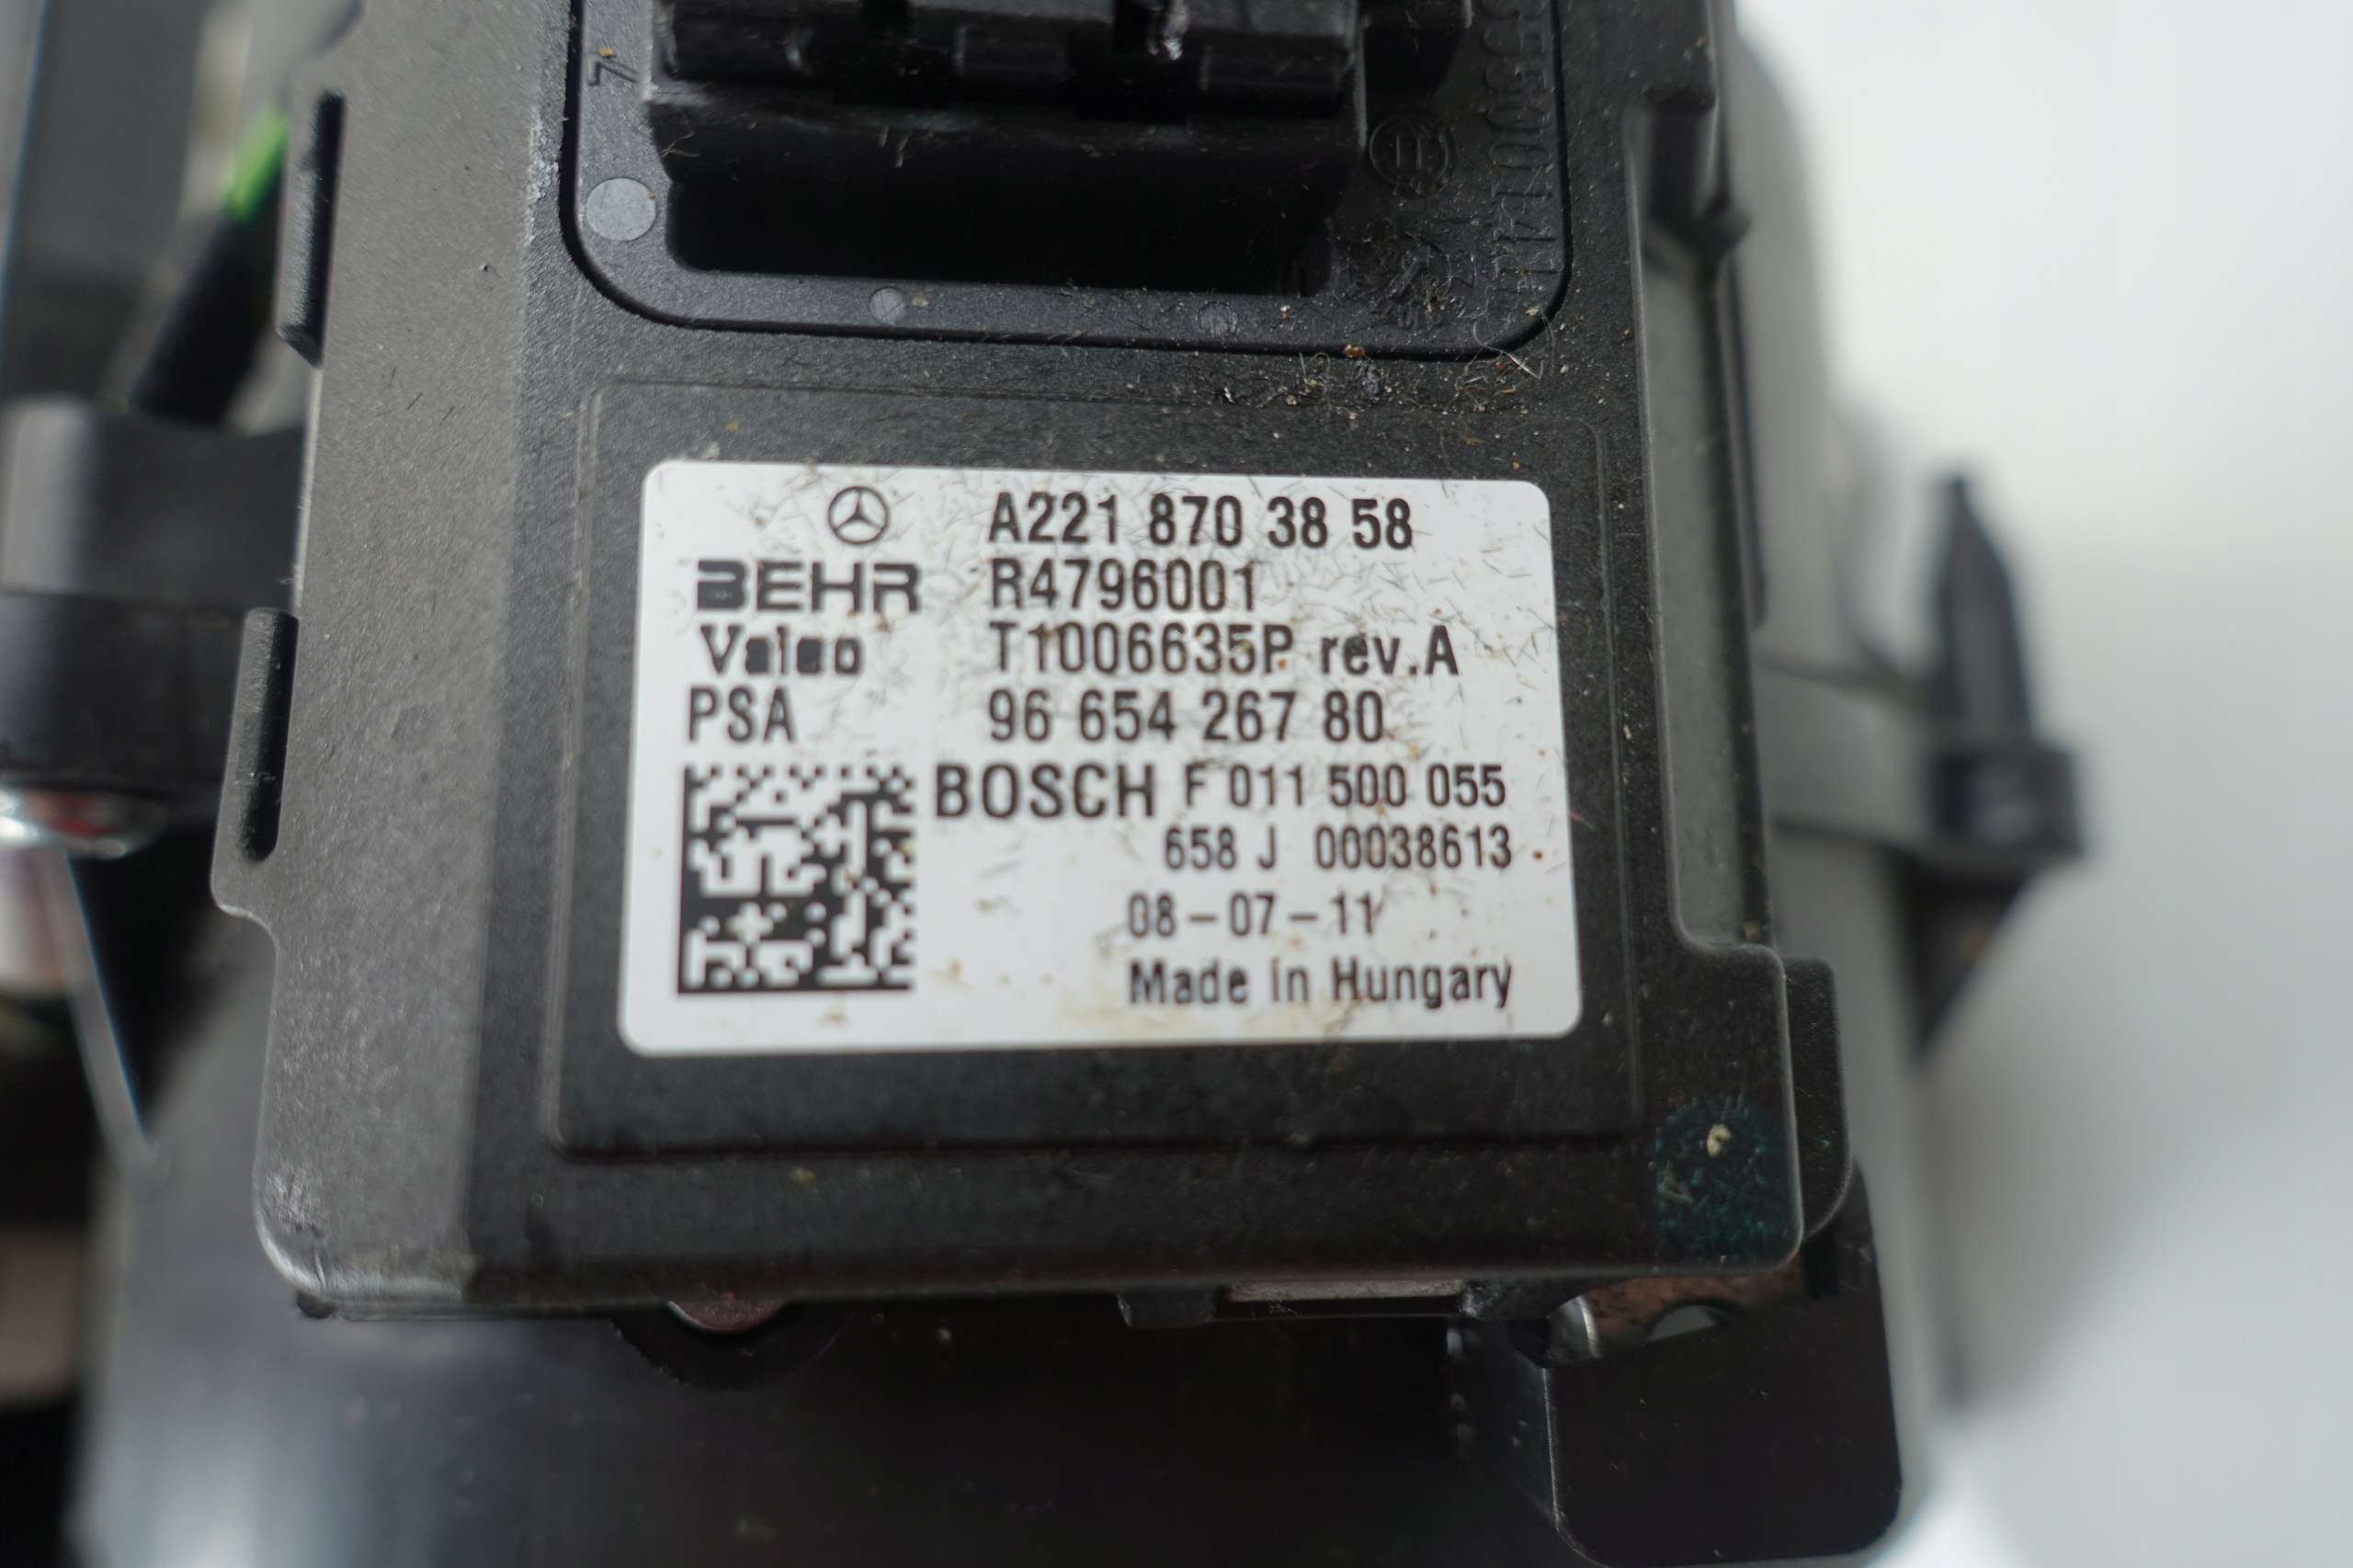 A221 870 38 58
BEHR R4796001
Valeo T1006635P rev.A
PSA 96 654 267 80
BOSCH F 011 500 055
658 J 00038613
08-07-11
Made in Hungary